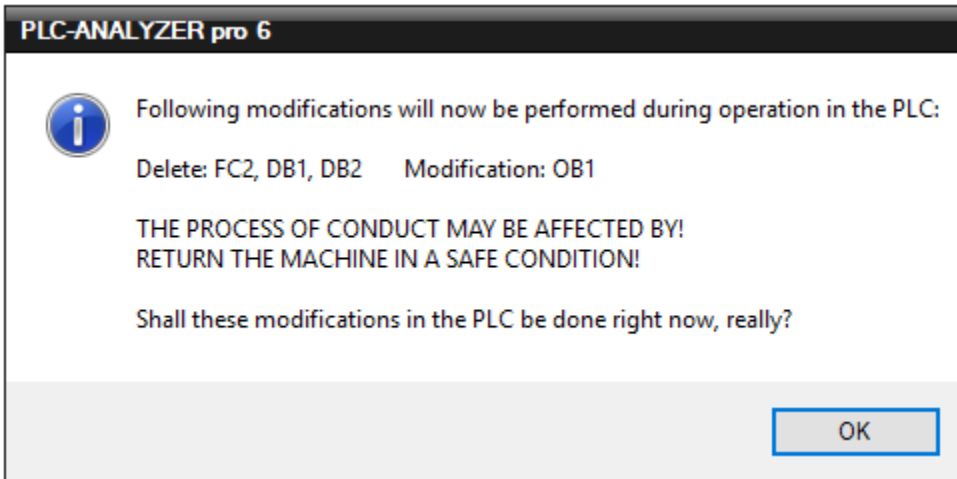 PLC-ANALYZER pro 6
Following modifications will now be performed during operation in the PLC:
Delete: FC2, DB1, DB2 Modification: OB1
THE PROCESS OF CONDUCT MAY BE AFFECTED BY!
RETURN THE MACHINE IN A SAFE CONDITION!
Shall these modifications in the PLC be done right now, really?
OK